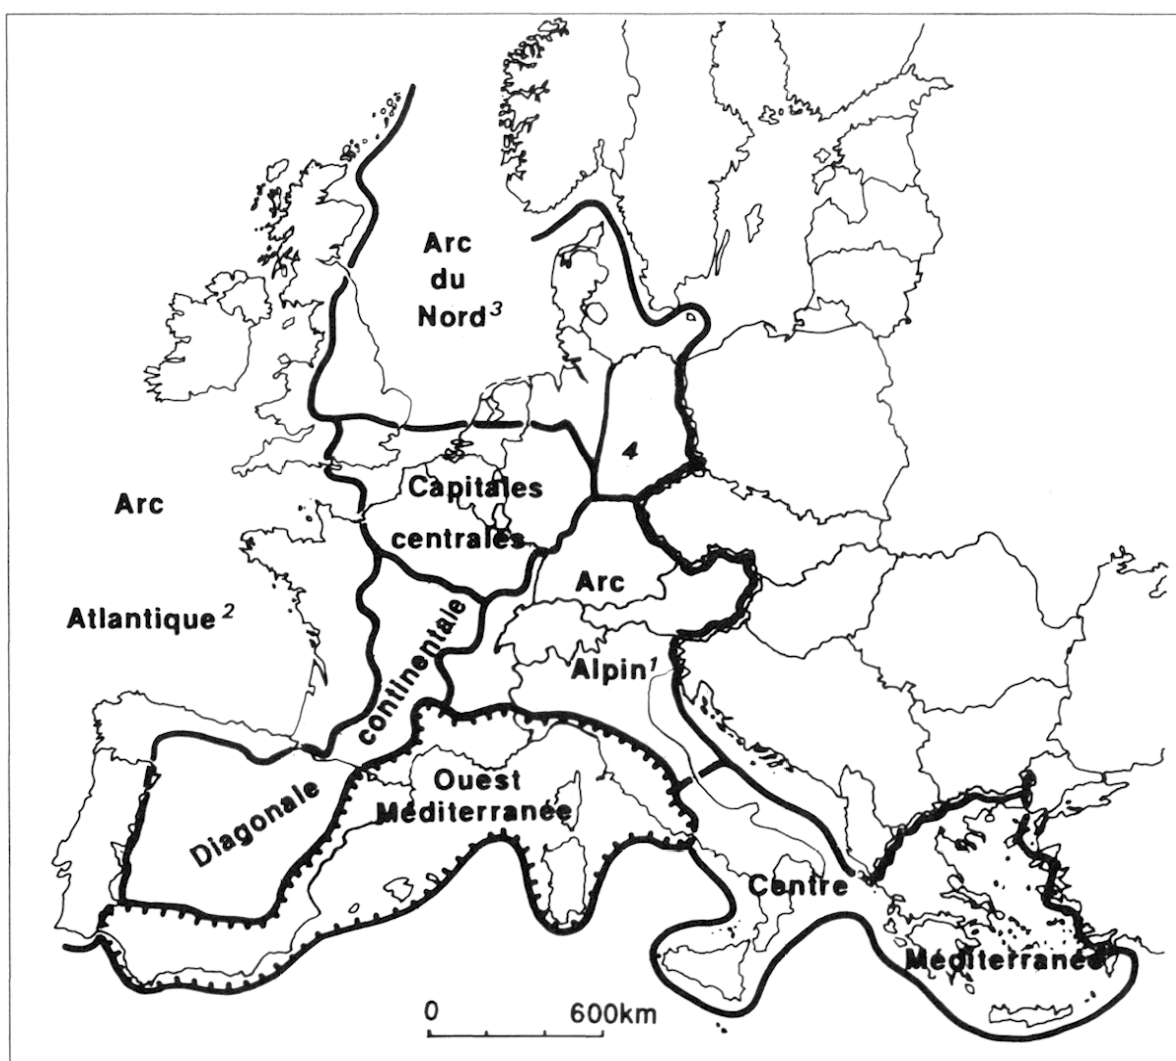 Arc
du
Nord³
4
Capitales
centrales
Arc
Atlantique²
Arc
Alpin¹
continentale
Diagonale
Ouest
Méditerranée
Centre
Méditerranée
0 600km